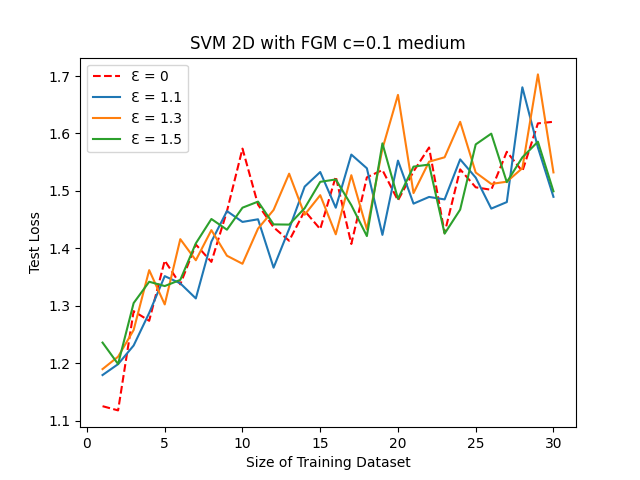 SVM 2D with FGM c=0.1 medium
Ɛ = 0
Ɛ = 1.1
Ɛ = 1.3
Ɛ = 1.5
Test Loss
1.7
1.6
1.5
1.4
1.3
1.2
1.1
0 5 10 15 20 25 30
Size of Training Dataset